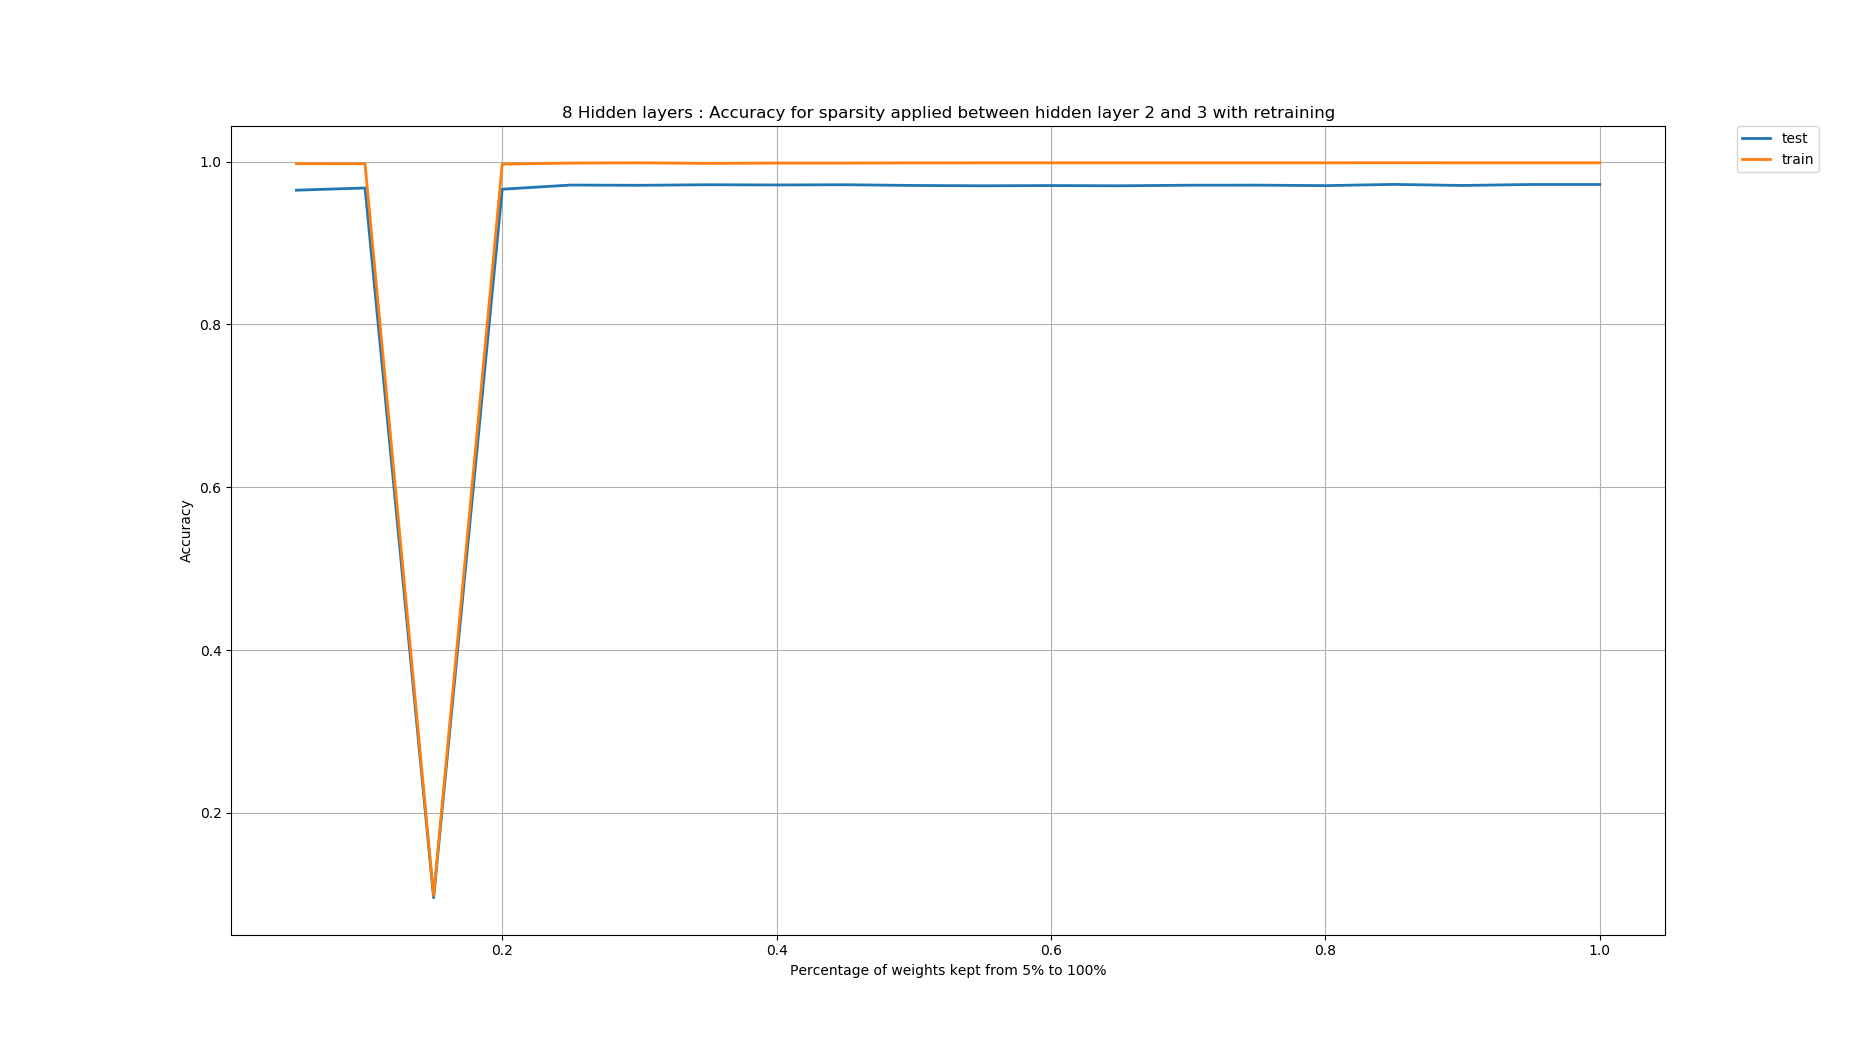 8 Hidden layers : Accuracy for sparsity applied between hidden layer 2 and 3 with retraining
test
train
1.0
0.8
0.6
0.4
0.2
Accuracy
0.2
0.4
0.6
0.8
1.0
Percentage of weights kept from 5% to 100%